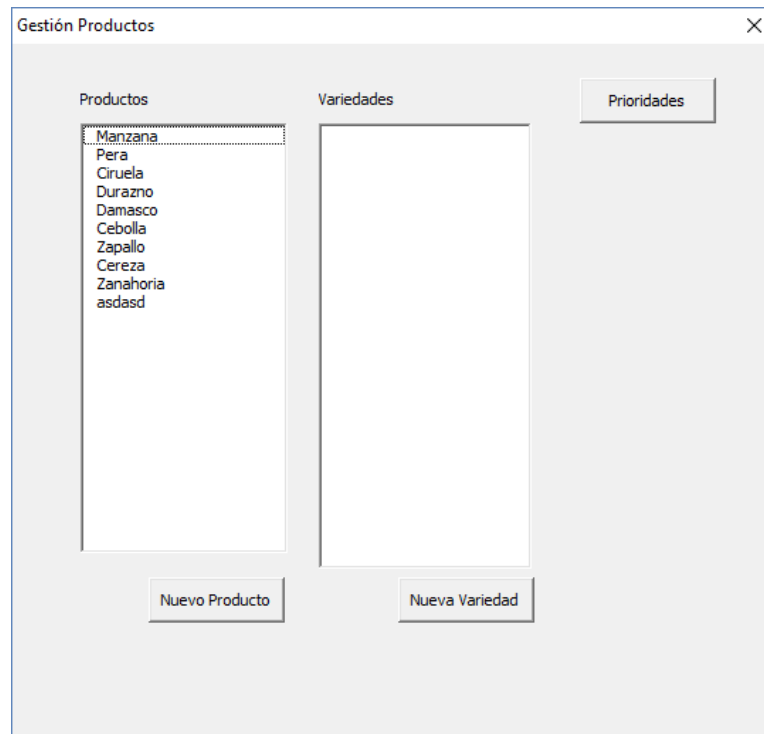 Gestión Productos
Productos
Variedades
Prioridades
Manzana
Pera
Ciruela
Durazno
Damasco
Cebolla
Zapallo
Cereza
Zanahoria
asdasd
Nuevo Producto
Nueva Variedad